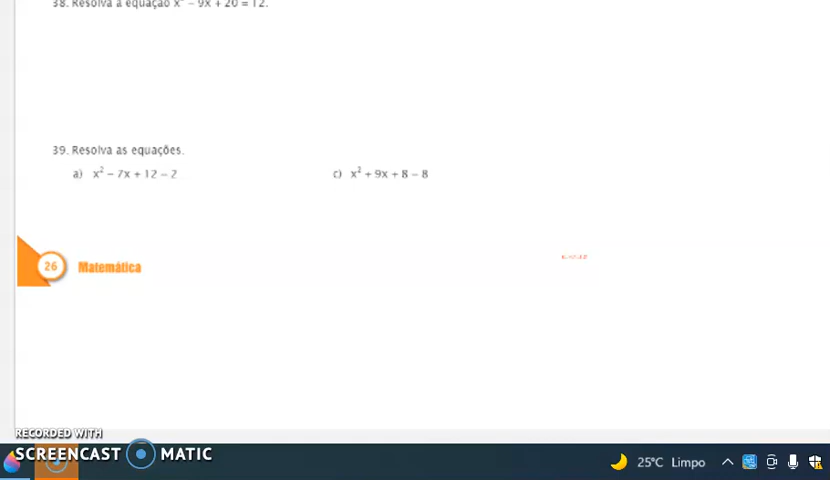 38. Resolva a equação x² – 9x + 20 = 12.
39. Resolva as equações.
a) x² – 7x + 12 – 2
c) x² + 9x + 8 – 8
26 Matemática
RECORDED WITH
SCREENCAST MATIC
25°C Limpo